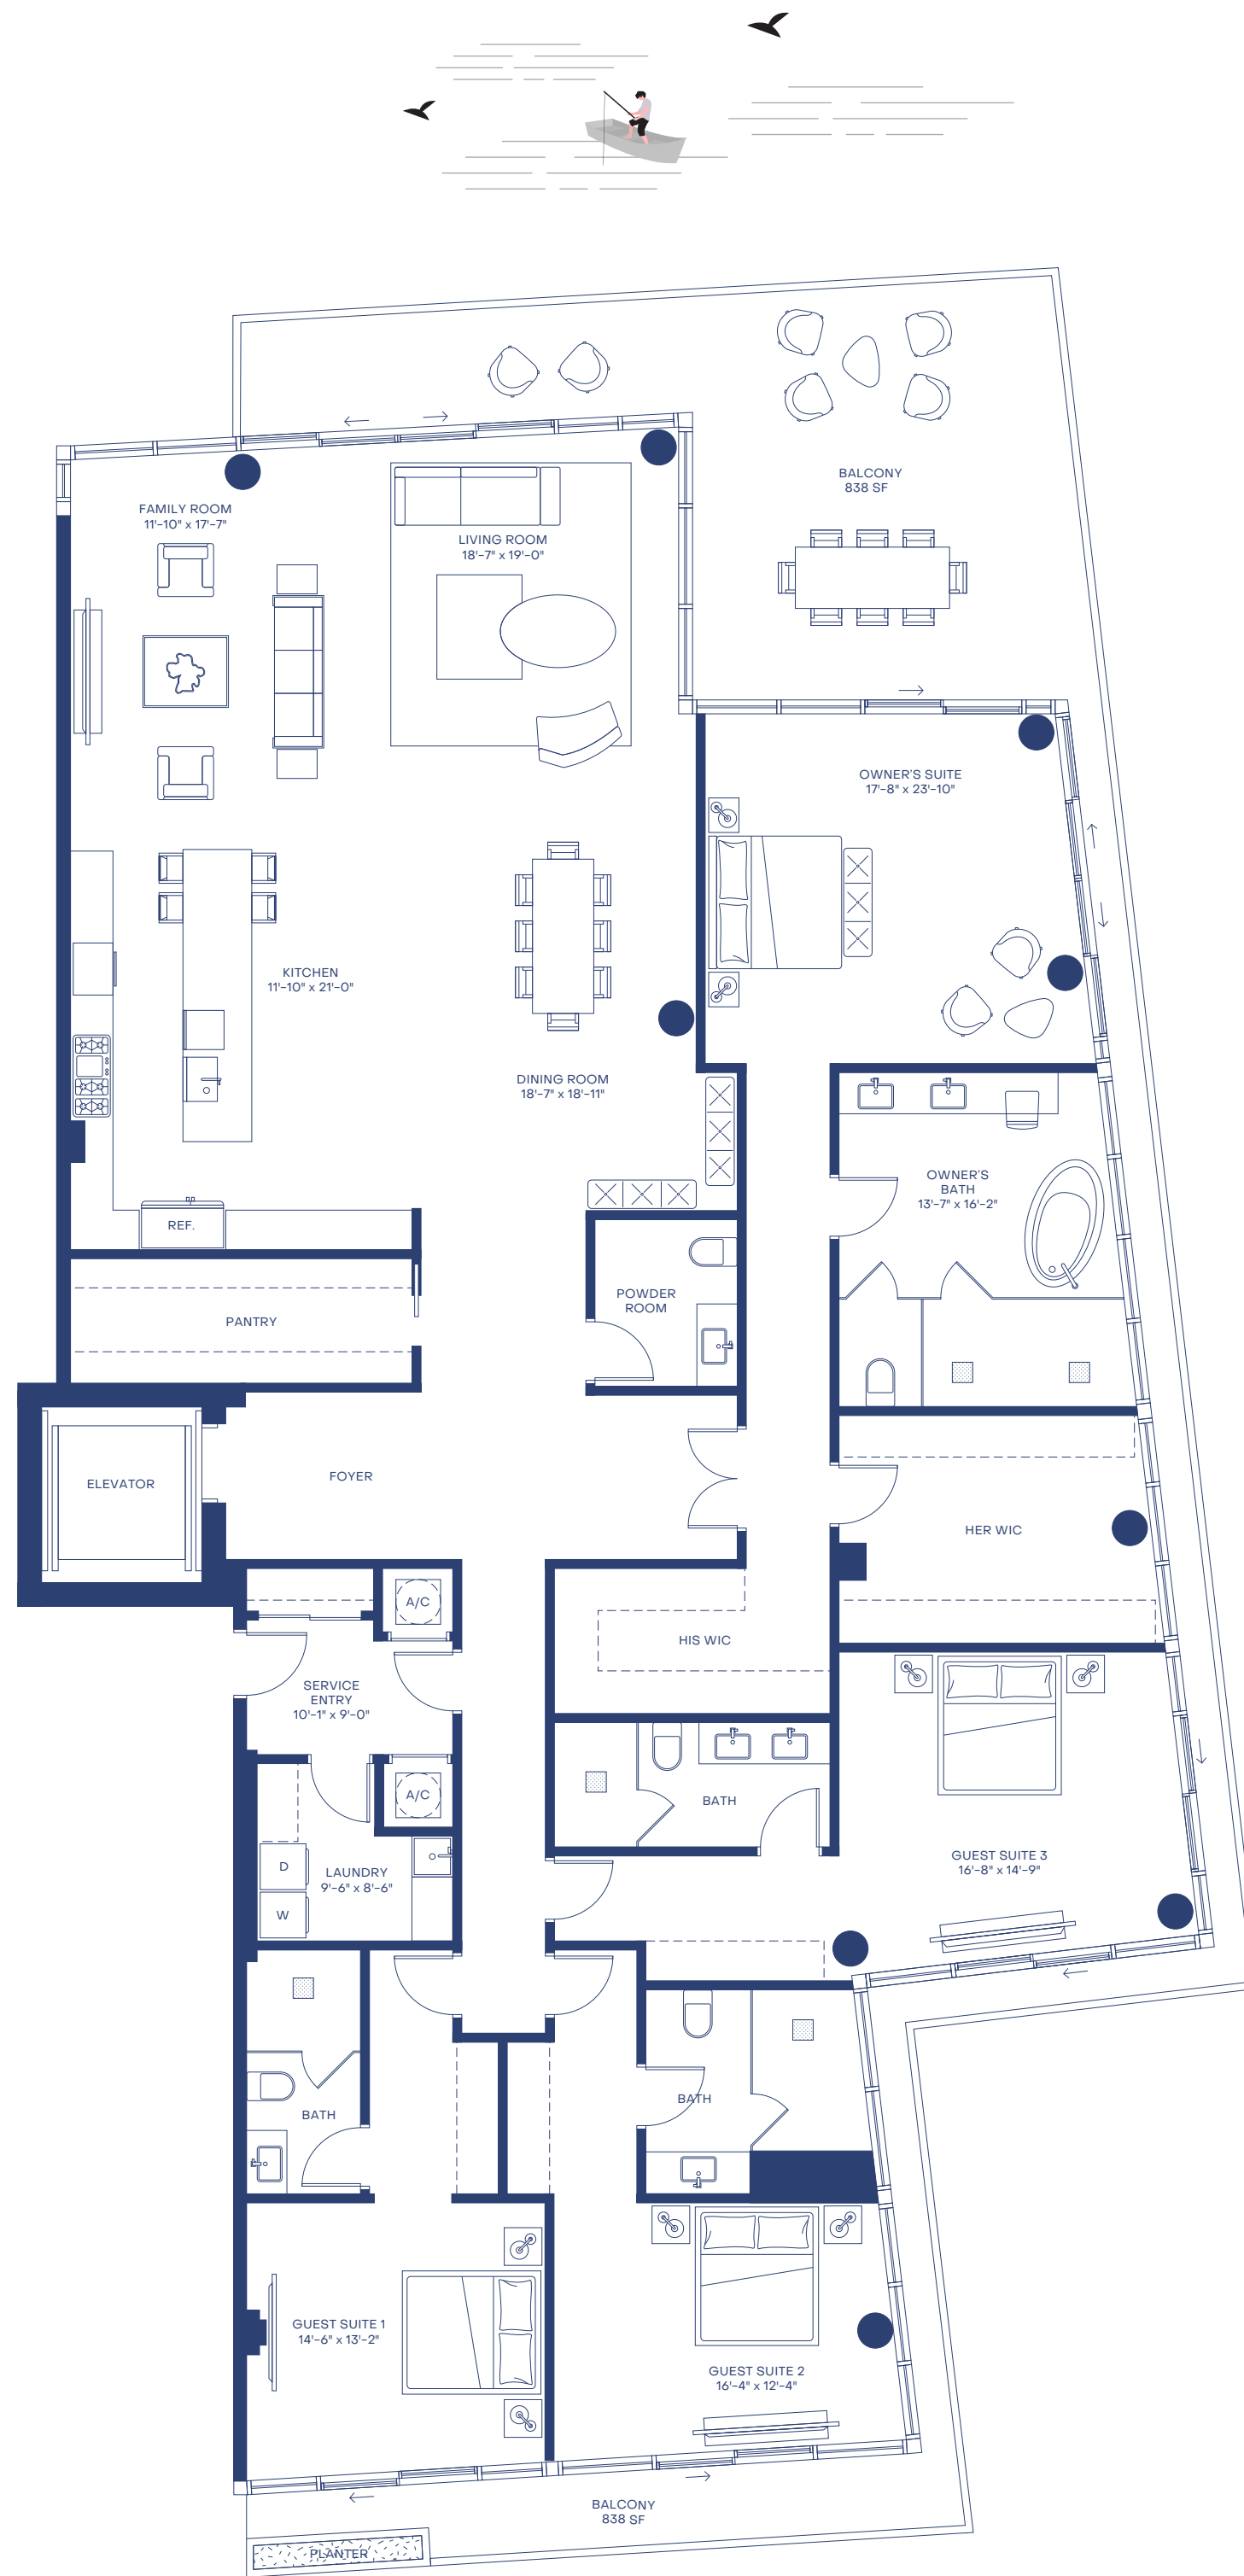 BALCONY
838 SF
FAMILY ROOM
11'-10" x 17'-7"
LIVING ROOM
18'-7" x 19'-0"
OWNER'S SUITE
17'-8" x 23'-10"
KITCHEN
11'-10" x 21'-0"
DINING ROOM
18'-7" x 18'-11"
OWNER'S
BATH
13'-7" x 16'-2"
REF.
POWDER
ROOM
PANTRY
ELEVATOR
FOYER
HER WIC
A/C
HIS WIC
SERVICE
ENTRY
10'-1" x 9'-0"
A/C
BATH
D
LAUNDRY
9'-6" x 8'-6"
W
GUEST SUITE 3
16'-8" x 14'-9"
BATH
BATH
GUEST SUITE 1
14'-6" x 13'-2"
GUEST SUITE 2
16'-4" x 12'-4"
BALCONY
838 SF
PLANTER